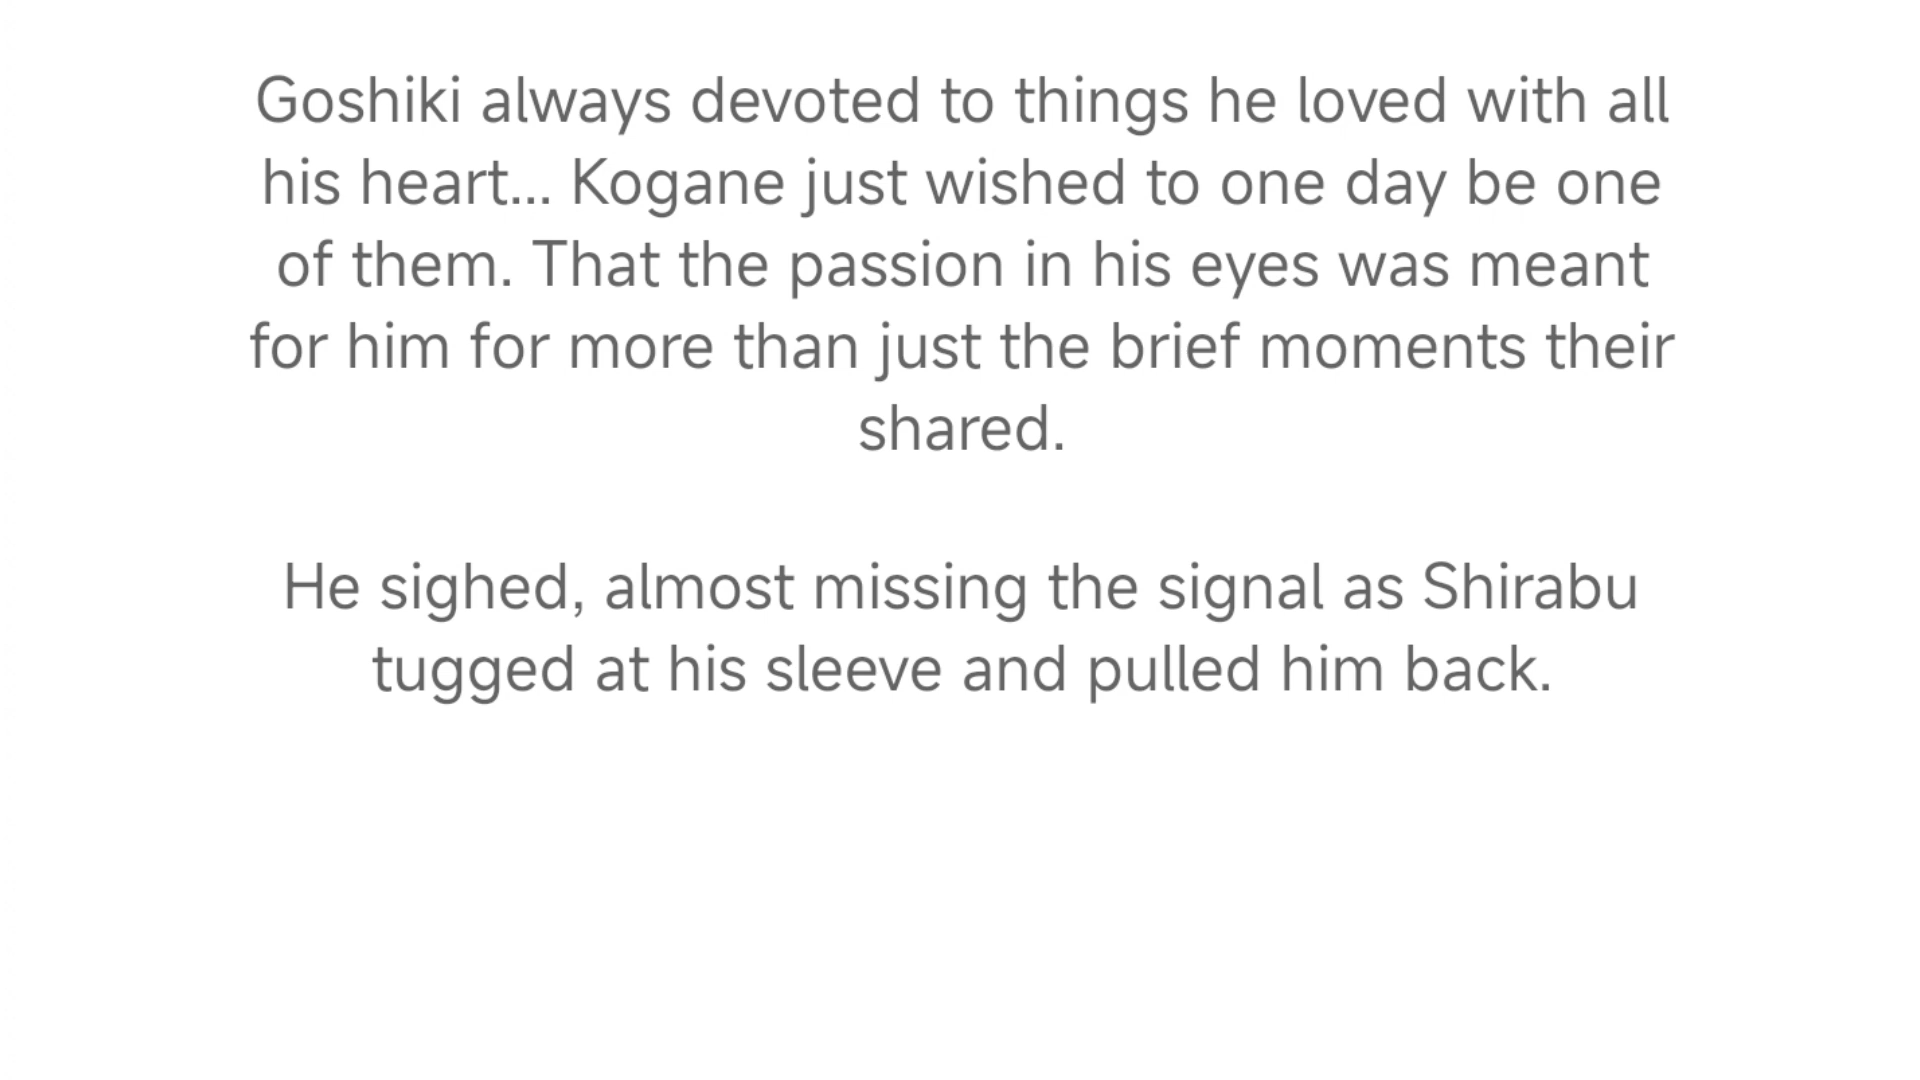 Goshiki always devoted to things he loved with all
his heart... Kogane just wished to one day be one
of them. That the passion in his eyes was meant
for him for more than just the brief moments their
shared.
He sighed, almost missing the signal as Shirabu
tugged at his sleeve and pulled him back.